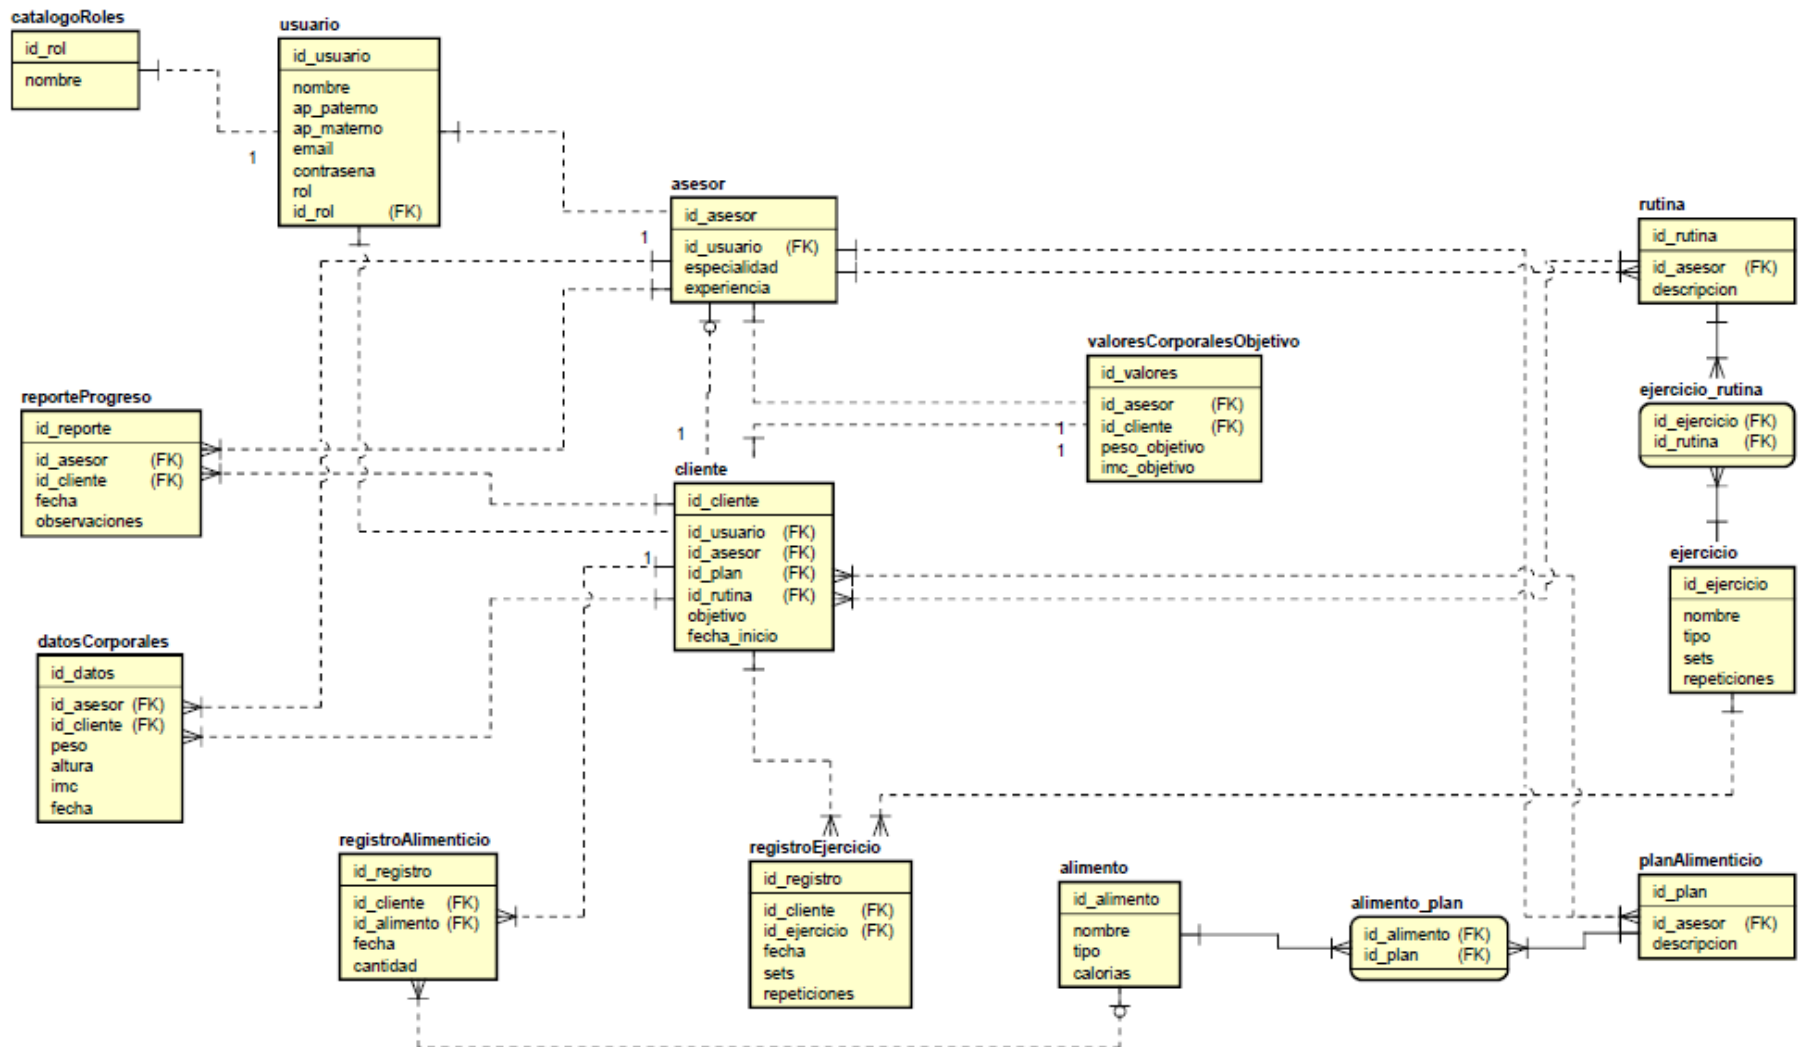 catalogoRoles
id_rol
nombre
usuario
id_usuario
nombre
ap_paterno
ap_materno
email
contrasena
rol
id_rol (FK)
1
asesor
id_asesor
id_usuario (FK)
especialidad
experiencia
1
rutina
id_rutina
id_asesor (FK)
descripcion
valoresCorporalesObjetivo
id_valores
id_asesor (FK)
id_cliente (FK)
peso_objetivo
imc_objetivo
1
1
ejercicio_rutina
id_ejercicio (FK)
id_rutina (FK)
reporteProgreso
id_reporte
id_asesor (FK)
id_cliente (FK)
fecha
observaciones
1
cliente
id_cliente
id_usuario (FK)
id_asesor (FK)
id_plan (FK)
id_rutina (FK)
objetivo
fecha_inicio
1
ejercicio
id_ejercicio
nombre
tipo
sets
repeticiones
datosCorporales
id_datos
id_asesor (FK)
id_cliente (FK)
peso
altura
imc
fecha
registroAlimenticio
id_registro
id_cliente (FK)
id_alimento (FK)
fecha
cantidad
registroEjercicio
id_registro
id_cliente (FK)
id_ejercicio (FK)
fecha
sets
repeticiones
alimento
id_alimento
nombre
tipo
calorias
alimento_plan
id_alimento (FK)
id_plan (FK)
planAlimenticio
id_plan
id_asesor (FK)
descripcion